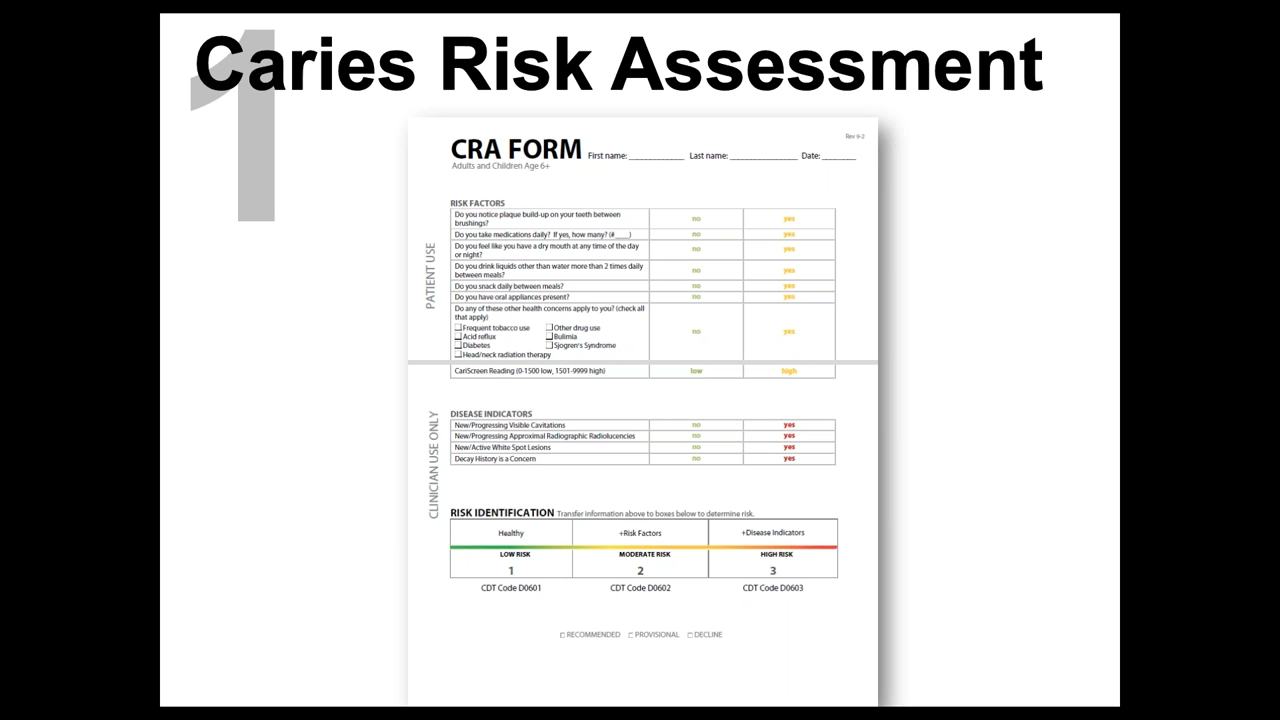 1
Caries Risk Assessment
Rev 9-2
CRA FORM First name: _____________ Last name: ________________ Date: ________
Adults and Children Age 6+
RISK FACTORS
PATIENT USE
Do you notice plaque build-up on your teeth between
brushings? no yes
Do you take medications daily? If yes, how many? (#____) no yes
Do you feel like you have a dry mouth at any time of the day
or night? no yes
Do you drink liquids other than water more than 2 times daily
between meals? no yes
Do you snack daily between meals? no yes
Do you have oral appliances present? no yes
Do any of these other health concerns apply to you? (check all
that apply) no yes
Frequent tobacco use Other drug use
Acid reflux Bulimia
Diabetes Sjogren's Syndrome
Head/neck radiation therapy
CariScreen Reading (0-1500 low, 1501-9999 high) low high
CLINICIAN USE ONLY
DISEASE INDICATORS
New/Progressing Visible Cavitations no yes
New/Progressing Approximal Radiographic Radiolucencies no yes
New/Active White Spot Lesions no yes
Decay History is a Concern no yes
RISK IDENTIFICATION Transfer information above to boxes below to determine risk.
Healthy +Risk Factors +Disease Indicators
LOW RISK MODERATE RISK HIGH RISK
1 2 3
CDT Code D0601 CDT Code D0602 CDT Code D0603
RECOMMENDED PROVISIONAL DECLINE